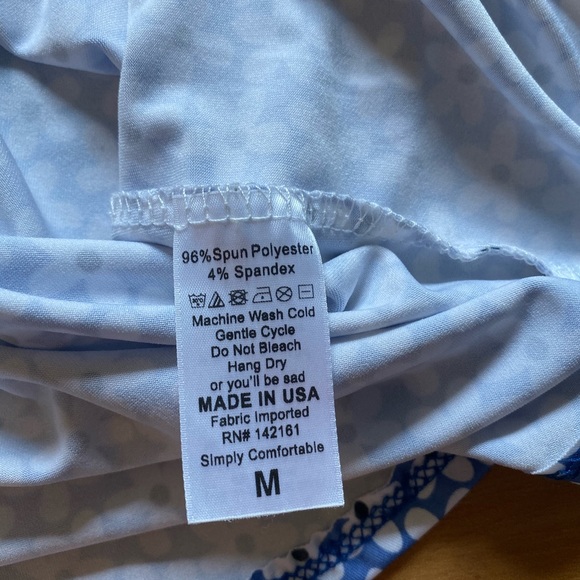 96% Spun Polyester
4% Spandex
Machine Wash Cold
Gentle Cycle
Do Not Bleach
Hang Dry
or you'll be sad
MADE IN USA
Fabric Imported
RN# 142161
Simply Comfortable
M